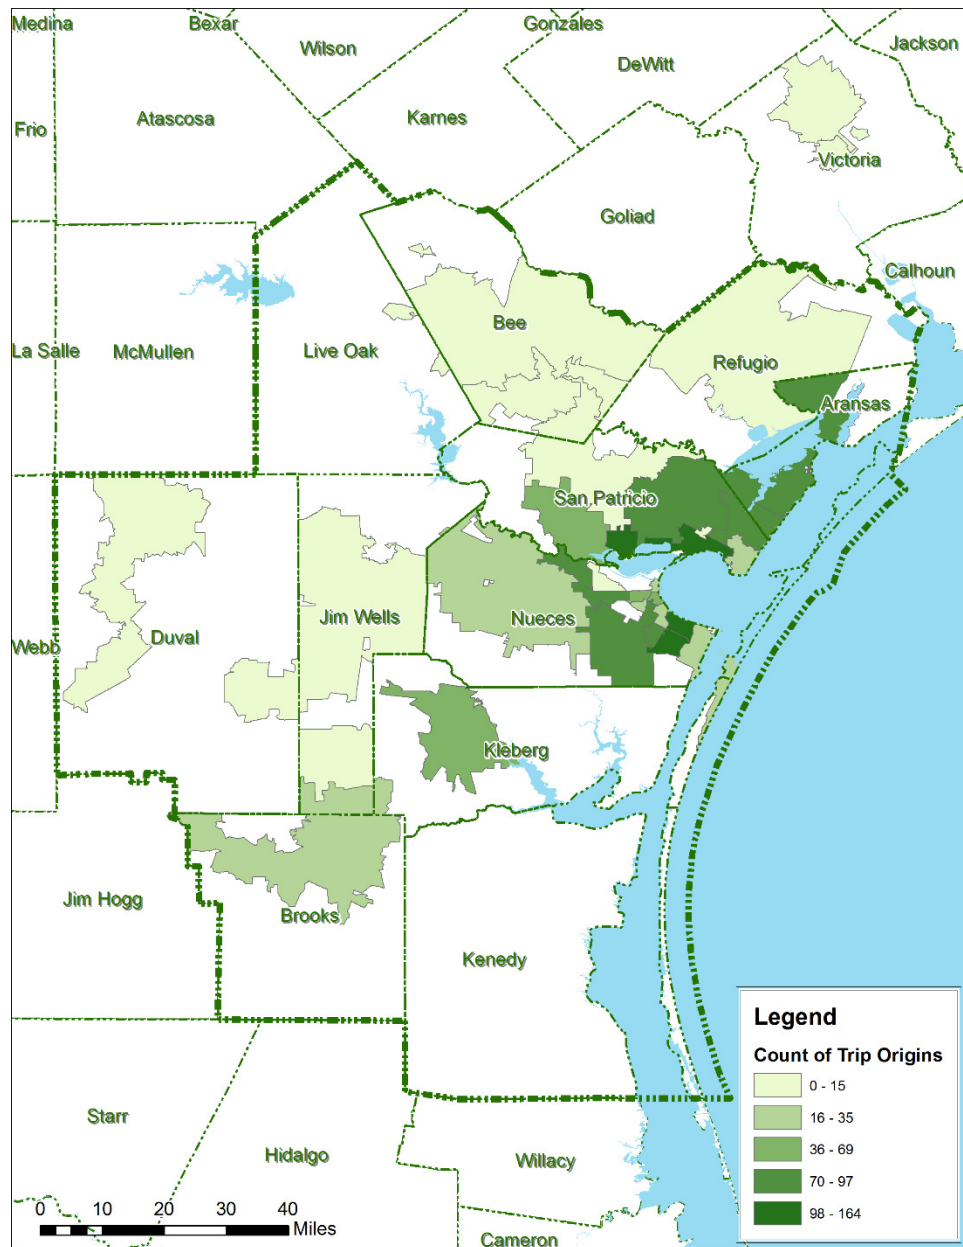 Medina
Bexar
Wilson
Gonzales
DeWitt
Jackson
Frio
Atascosa
Karnes
Victoria
Goliad
Calhoun
La Salle
McMullen
Live Oak
Bee
Refugio
Aransas
San Patricio
Webb
Duval
Jim Wells
Nueces
Kleberg
Jim Hogg
Brooks
Kenedy
Starr
Hidalgo
Willacy
Cameron
0 10 20 30 40
Miles
Legend
Count of Trip Origins
0 - 15
16 - 35
36 - 69
70 - 97
98 - 164